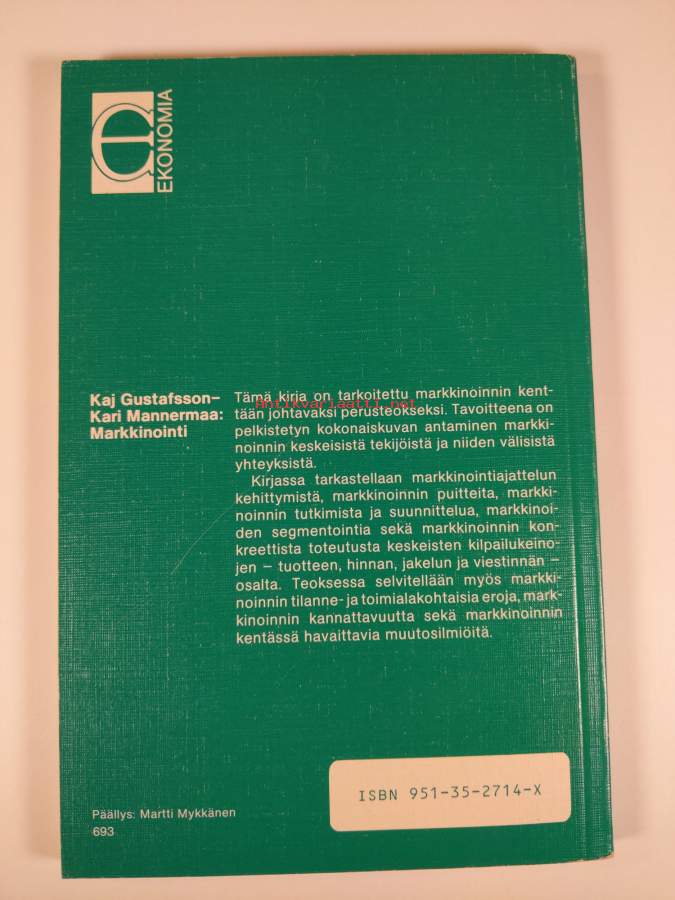 EKONOMIA
Kaj Gustafsson–
Kari Mannermaa:
Markkinointi
Tämä kirja on tarkoitettu markkinoinnin kent-
tään johtavaksi perusteokseksi. Tavoitteena on
pelkistetyn kokonaiskuvan antaminen markki-
noinnin keskeisistä tekijöistä ja niiden välisistä
yhteyksistä.
Kirjassa tarkastellaan markkinointiajattelun
kehittymistä, markkinoinnin puitteita, markki-
noinnin tutkimista ja suunnittelua, markkinoi-
den segmentointia sekä markkinoinnin kon-
kreettista toteutusta keskeisten kilpailukeino-
jen – tuotteen, hinnan, jakelun ja viestinnän –
osalta. Teoksessa selvitellään myös markki-
noinnin tilanne- ja toimialakohtaisia eroja, mark-
kinoinnin kannattavuutta sekä markkinoinnin
kentässä havaittavia muutosilmiöitä.
Antikvariaatti.net
ISBN 951-35-2714-X
Päällys: Martti Mykkänen
693